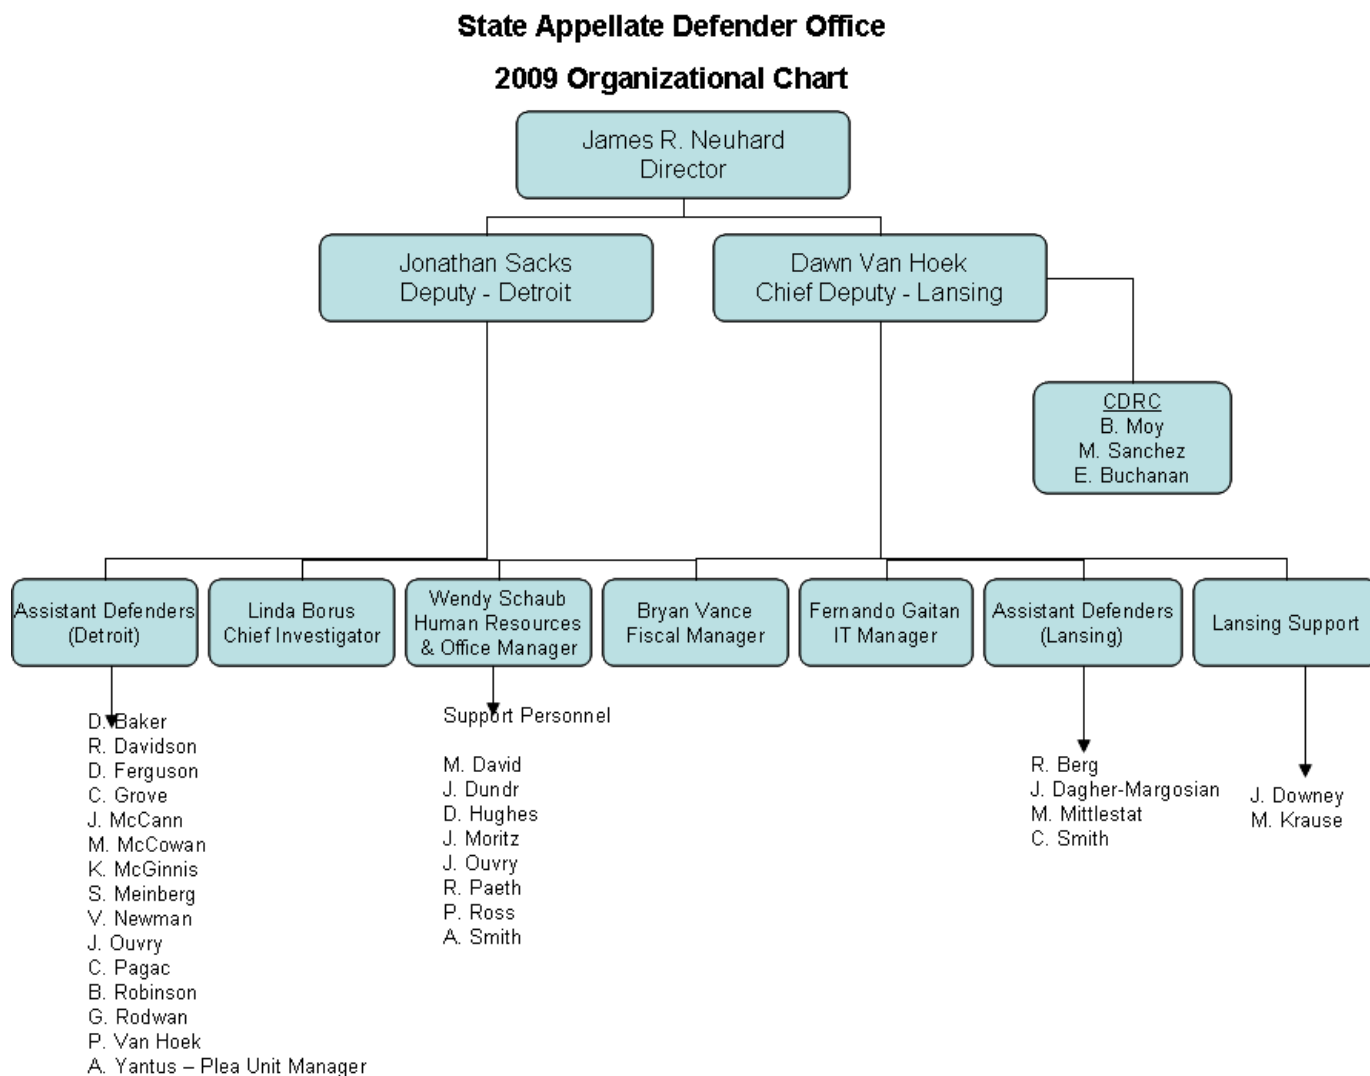 State Appellate Defender Office
2009 Organizational Chart
James R. Neuhard
Director
Jonathan Sacks
Deputy - Detroit
Dawn Van Hoek
Chief Deputy - Lansing
CDRC
B. Moy
M. Sanchez
E. Buchanan
Assistant Defenders
(Detroit)
Linda Borus
Chief Investigator
Wendy Schaub
Human Resources
& Office Manager
Bryan Vance
Fiscal Manager
Fernando Gaitan
IT Manager
Assistant Defenders
(Lansing)
Lansing Support
D. Baker
R. Davidson
D. Ferguson
C. Grove
J. McCann
M. McCowan
K. McGinnis
S. Meinberg
V. Newman
J. Ouvry
C. Pagac
B. Robinson
G. Rodwan
P. Van Hoek
A. Yantus – Plea Unit Manager
Support Personnel
M. David
J. Dundr
D. Hughes
J. Moritz
J. Ouvry
R. Paeth
P. Ross
A. Smith
R. Berg
J. Dagher-Margosian
M. Mittlestat
C. Smith
J. Downey
M. Krause